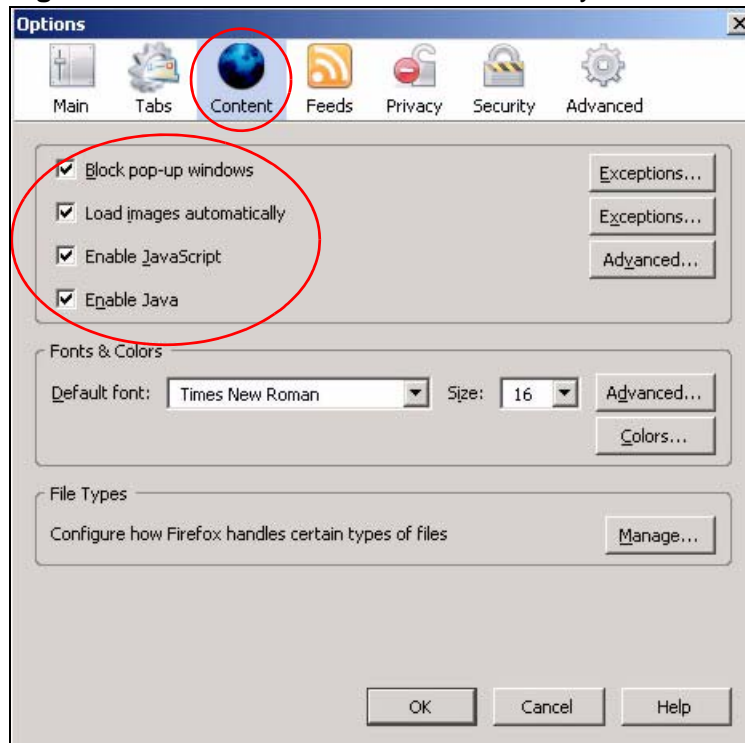 Options
Main Tabs Content Feeds Privacy Security Advanced
Block pop-up windows Exceptions...
Load images automatically Exceptions...
Enable JavaScript Advanced...
Enable Java
Fonts & Colors
Default font: Times New Roman Size: 16 Advanced...
Colors...
File Types
Configure how Firefox handles certain types of files Manage...
OK Cancel Help